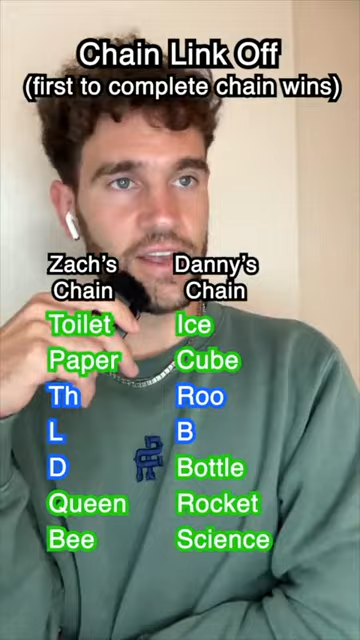 Chain Link Off
(first to complete chain wins)
Zach's Chain
Danny's Chain
Toilet
Paper
Th
L
D
Queen
Bee
Ice
Cube
Roo
B
Bottle
Rocket
Science